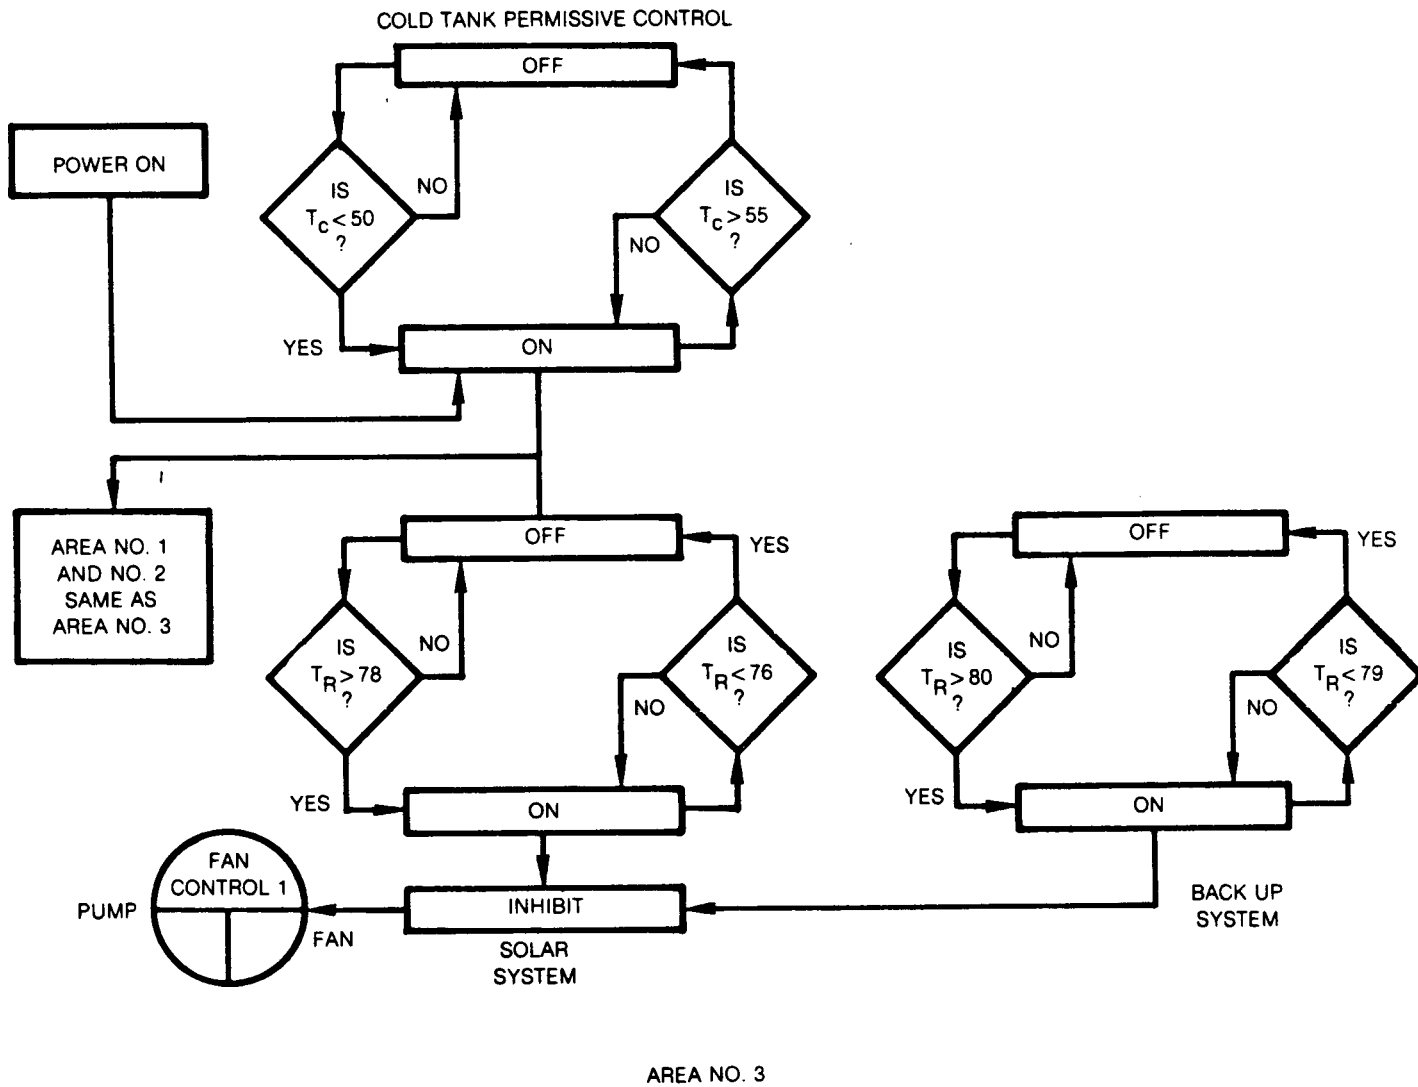 COLD TANK PERMISSIVE CONTROL
OFF
POWER ON
IS
TC<50
?
NO
IS
TC>55
?
NO
YES
ON
AREA NO. 1
AND NO. 2
SAME AS
AREA NO. 3
OFF
YES
IS
TR>78
?
NO
IS
TR<76
?
NO
YES
ON
OFF
YES
IS
TR>80
?
NO
IS
TR<79
?
NO
YES
ON
FAN
CONTROL 1
PUMP
FAN
INHIBIT
SOLAR
SYSTEM
BACK UP
SYSTEM
AREA NO. 3